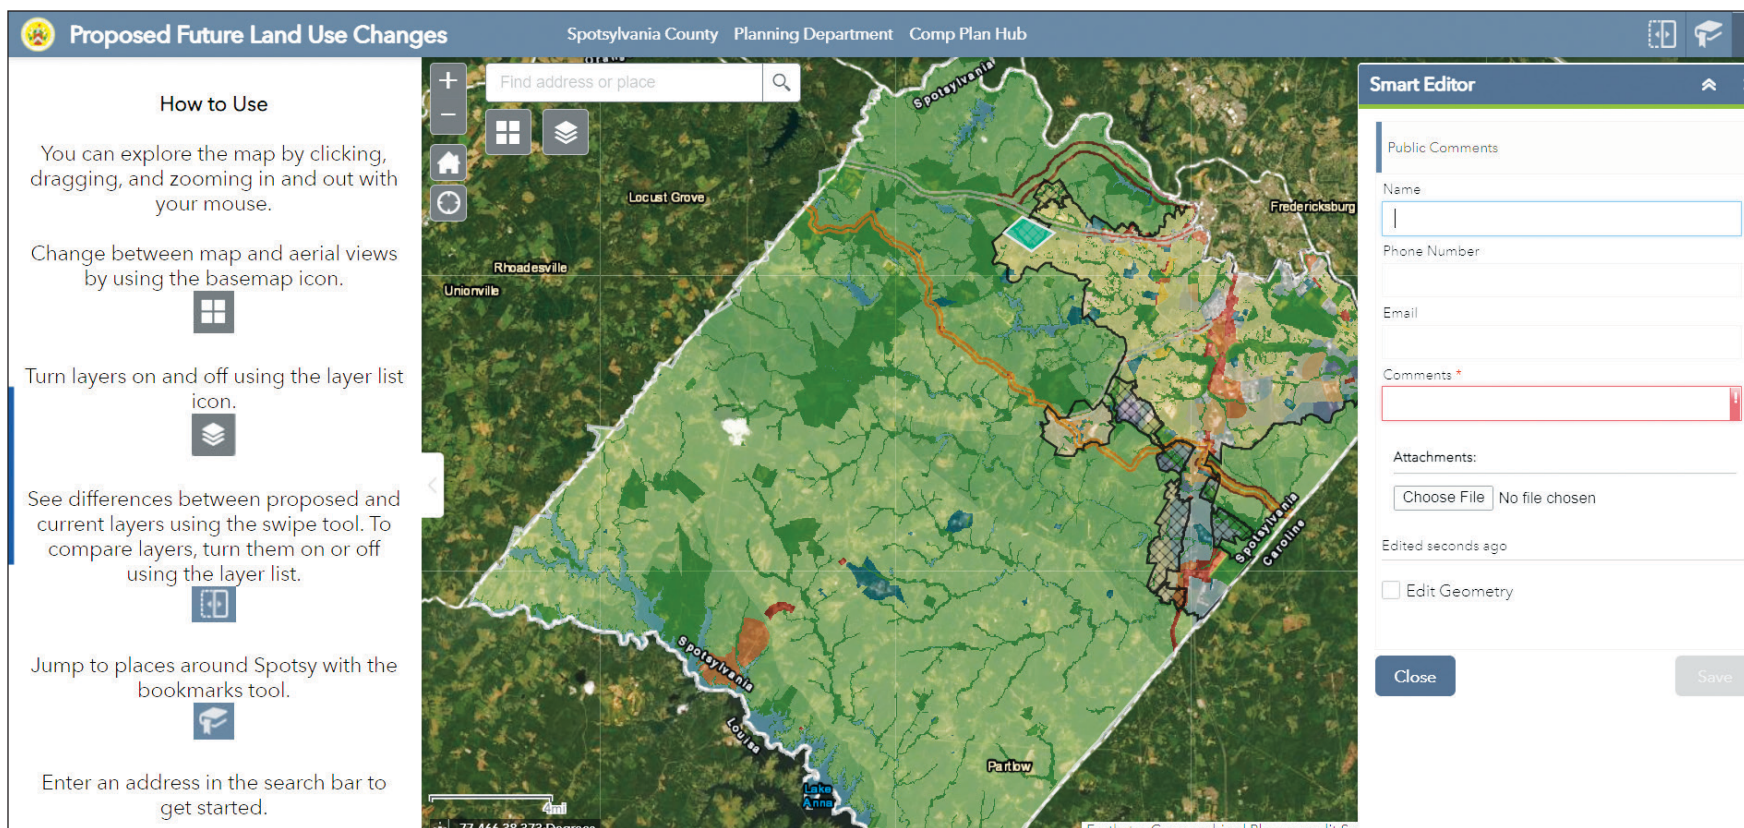 Proposed Future Land Use Changes
Spotsylvania County Planning Department Comp Plan Hub
How to Use
You can explore the map by clicking,
dragging, and zooming in and out with
your mouse.
Change between map and aerial views
by using the basemap icon.
Turn layers on and off using the layer list
icon.
See differences between proposed and
current layers using the swipe tool. To
compare layers, turn them on or off
using the layer list.
Jump to places around Spotsy with the
bookmarks tool.
Enter an address in the search bar to
get started.
+
Find address or place
−
Spotsylvania
Locust Grove
Fredericksburg
Rhoadesville
Unionville
Spotsylvania
Caroline
Spotsylvania
Louisa
Partlow
Lake
Anna
4mi
Smart Editor
Public Comments
Name
Phone Number
Email
Comments *
Attachments:
Choose File No file chosen
Edited seconds ago
Edit Geometry
Close
Save